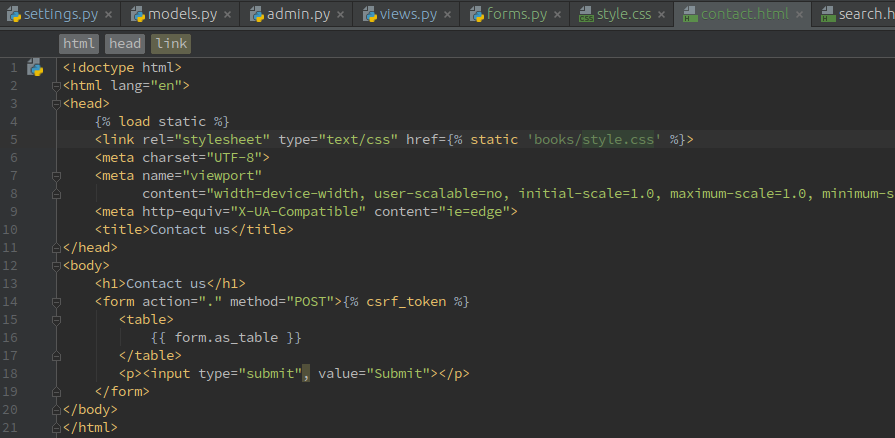 settings.py × models.py × admin.py × views.py × forms.py × style.css × contact.html × search.h
html head link
1 <!doctype html>
2 <html lang="en">
3 <head>
4 {% load static %}
5 <link rel="stylesheet" type="text/css" href={% static 'books/style.css' %}>
6 <meta charset="UTF-8">
7 <meta name="viewport"
8 content="width=device-width, user-scalable=no, initial-scale=1.0, maximum-scale=1.0, minimum-s
9 <meta http-equiv="X-UA-Compatible" content="ie=edge">
10 <title>Contact us</title>
11 </head>
12 <body>
13 <h1>Contact us</h1>
14 <form action="." method="POST">{% csrf_token %}
15 <table>
16 {{ form.as_table }}
17 </table>
18 <p><input type="submit", value="Submit"></p>
19 </form>
20 </body>
21 </html>